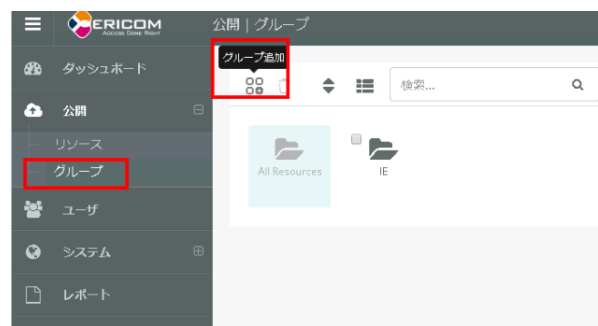 ERICOM
Access Done Right
公開 | グループ
グループ追加
検索...
ダッシュボード
公開
リソース
グループ
ユーザ
システム
レポート
All Resources
IE